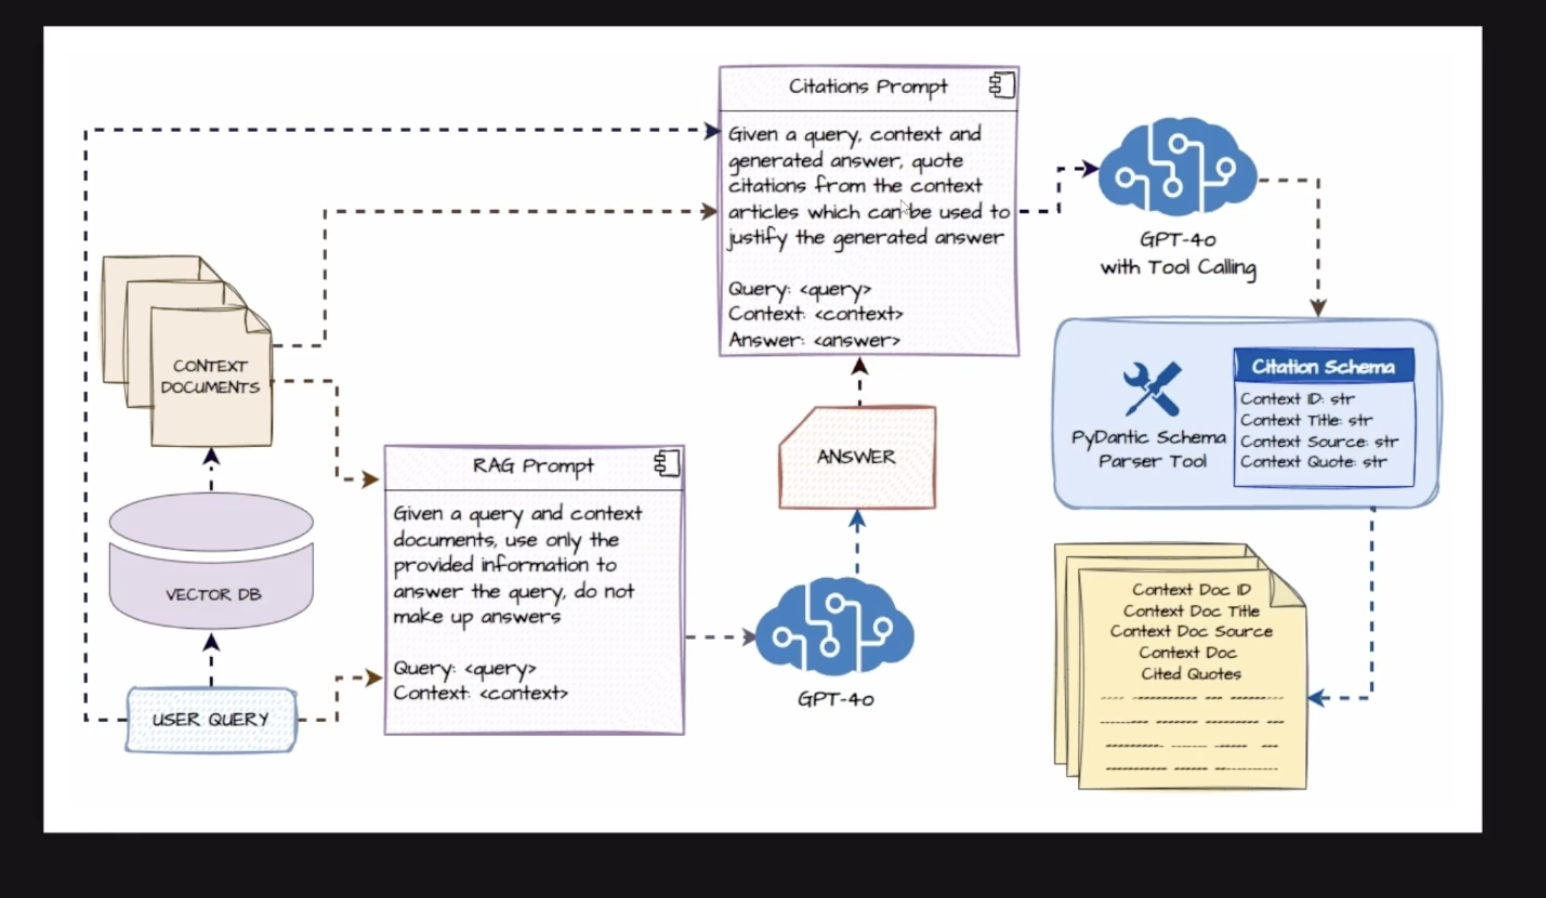 Citations Prompt
Given a query, context and
generated answer, quote
citations from the context
articles which can be used to
justify the generated answer
Query: <query>
Context: <context>
Answer: <answer>
GPT-4o
with Tool Calling
CONTEXT
DOCUMENTS
PyDantic Schema
Parser Tool
Citation Schema
Context ID: str
Context Title: str
Context Source: str
Context Quote: str
ANSWER
RAG Prompt
Given a query and context
documents, use only the
provided information to
answer the query, do not
make up answers
Query: <query>
Context: <context>
VECTOR DB
USER QUERY
GPT-4o
Context Doc ID
Context Doc Title
Context Doc Source
Context Doc
Cited Quotes